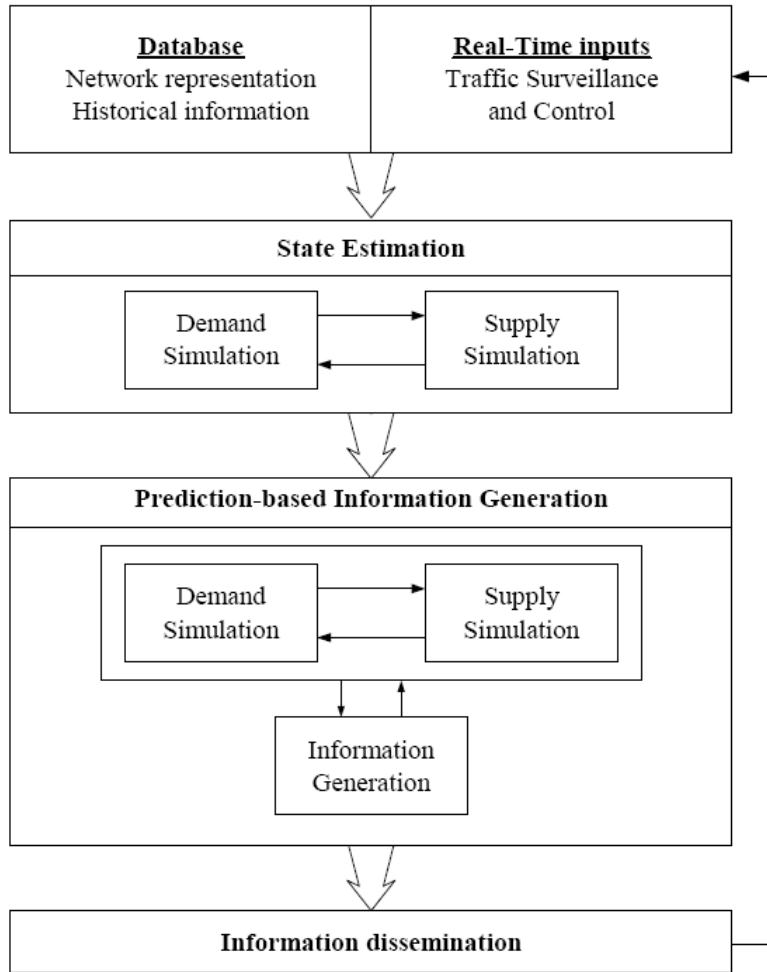 Database
Network representation
Historical information
Real-Time inputs
Traffic Surveillance
and Control
State Estimation
Demand
Simulation
Supply
Simulation
Prediction-based Information Generation
Demand
Simulation
Supply
Simulation
Information
Generation
Information dissemination